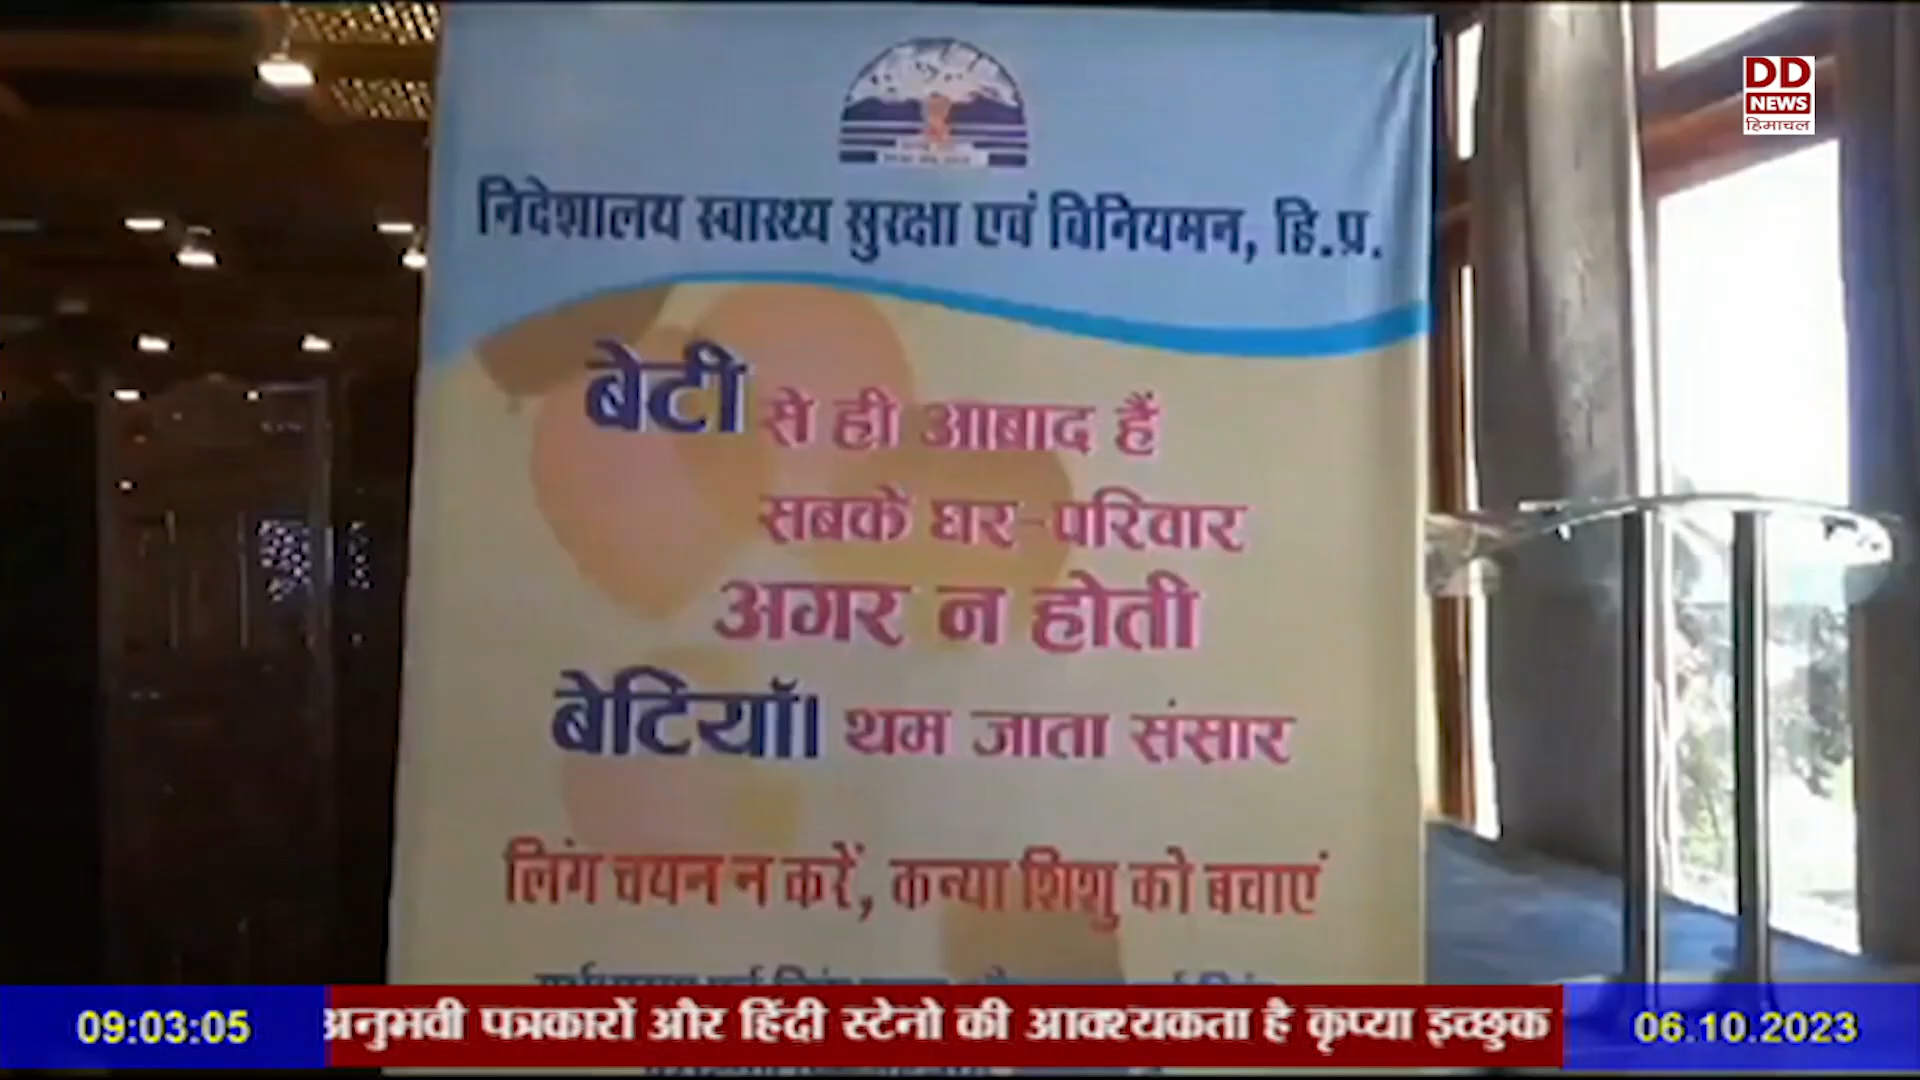 DD
NEWS
हिमाचल
निदेशालय स्वास्थ्य सुरक्षा एवं विनियमन, हि.प्र.
बेटी से ही आबाद हैं
सबके घर-परिवार
अगर न होती
बेटियाॅं। थम जाता संसार
लिंग चयन न करें, कन्या शिशु को बचाएं
09:03:05
अनुभवी पत्रकारों और हिंदी स्टेनो की आवश्यकता है कृप्या इच्छुक
06.10.2023